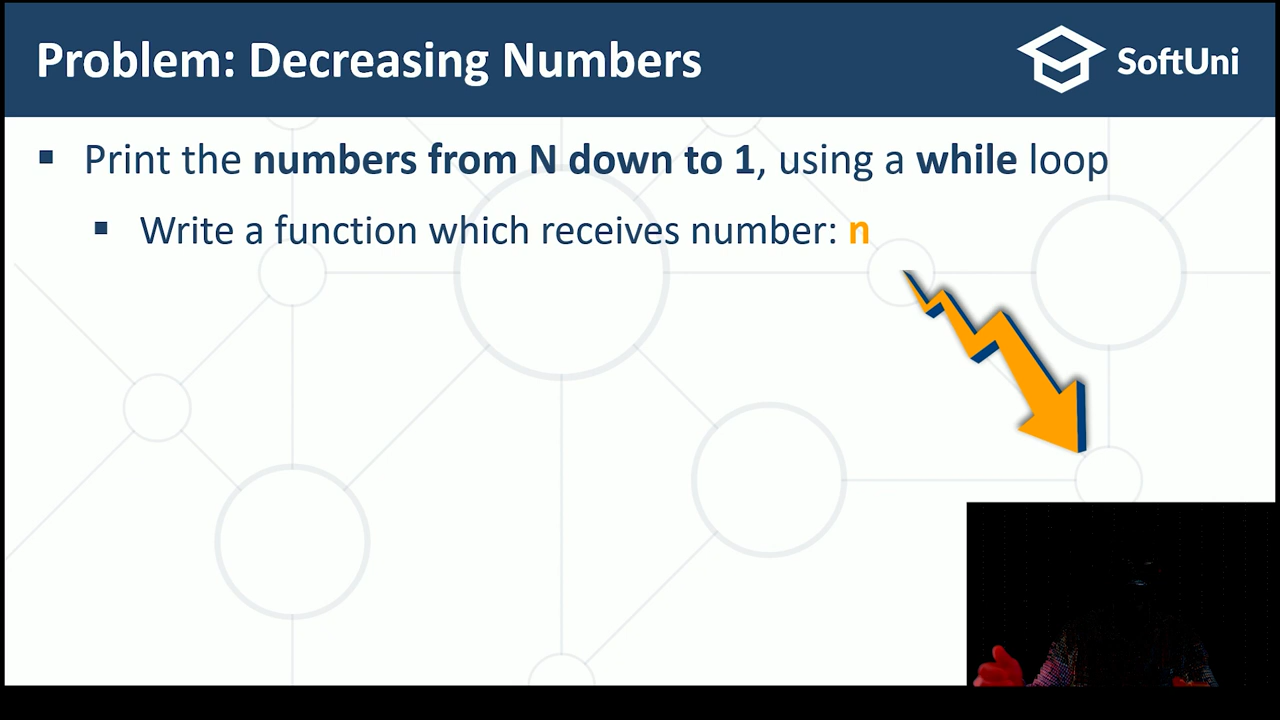 Problem: Decreasing Numbers
SoftUni
▪ Print the numbers from N down to 1, using a while loop
▪ Write a function which receives number: n